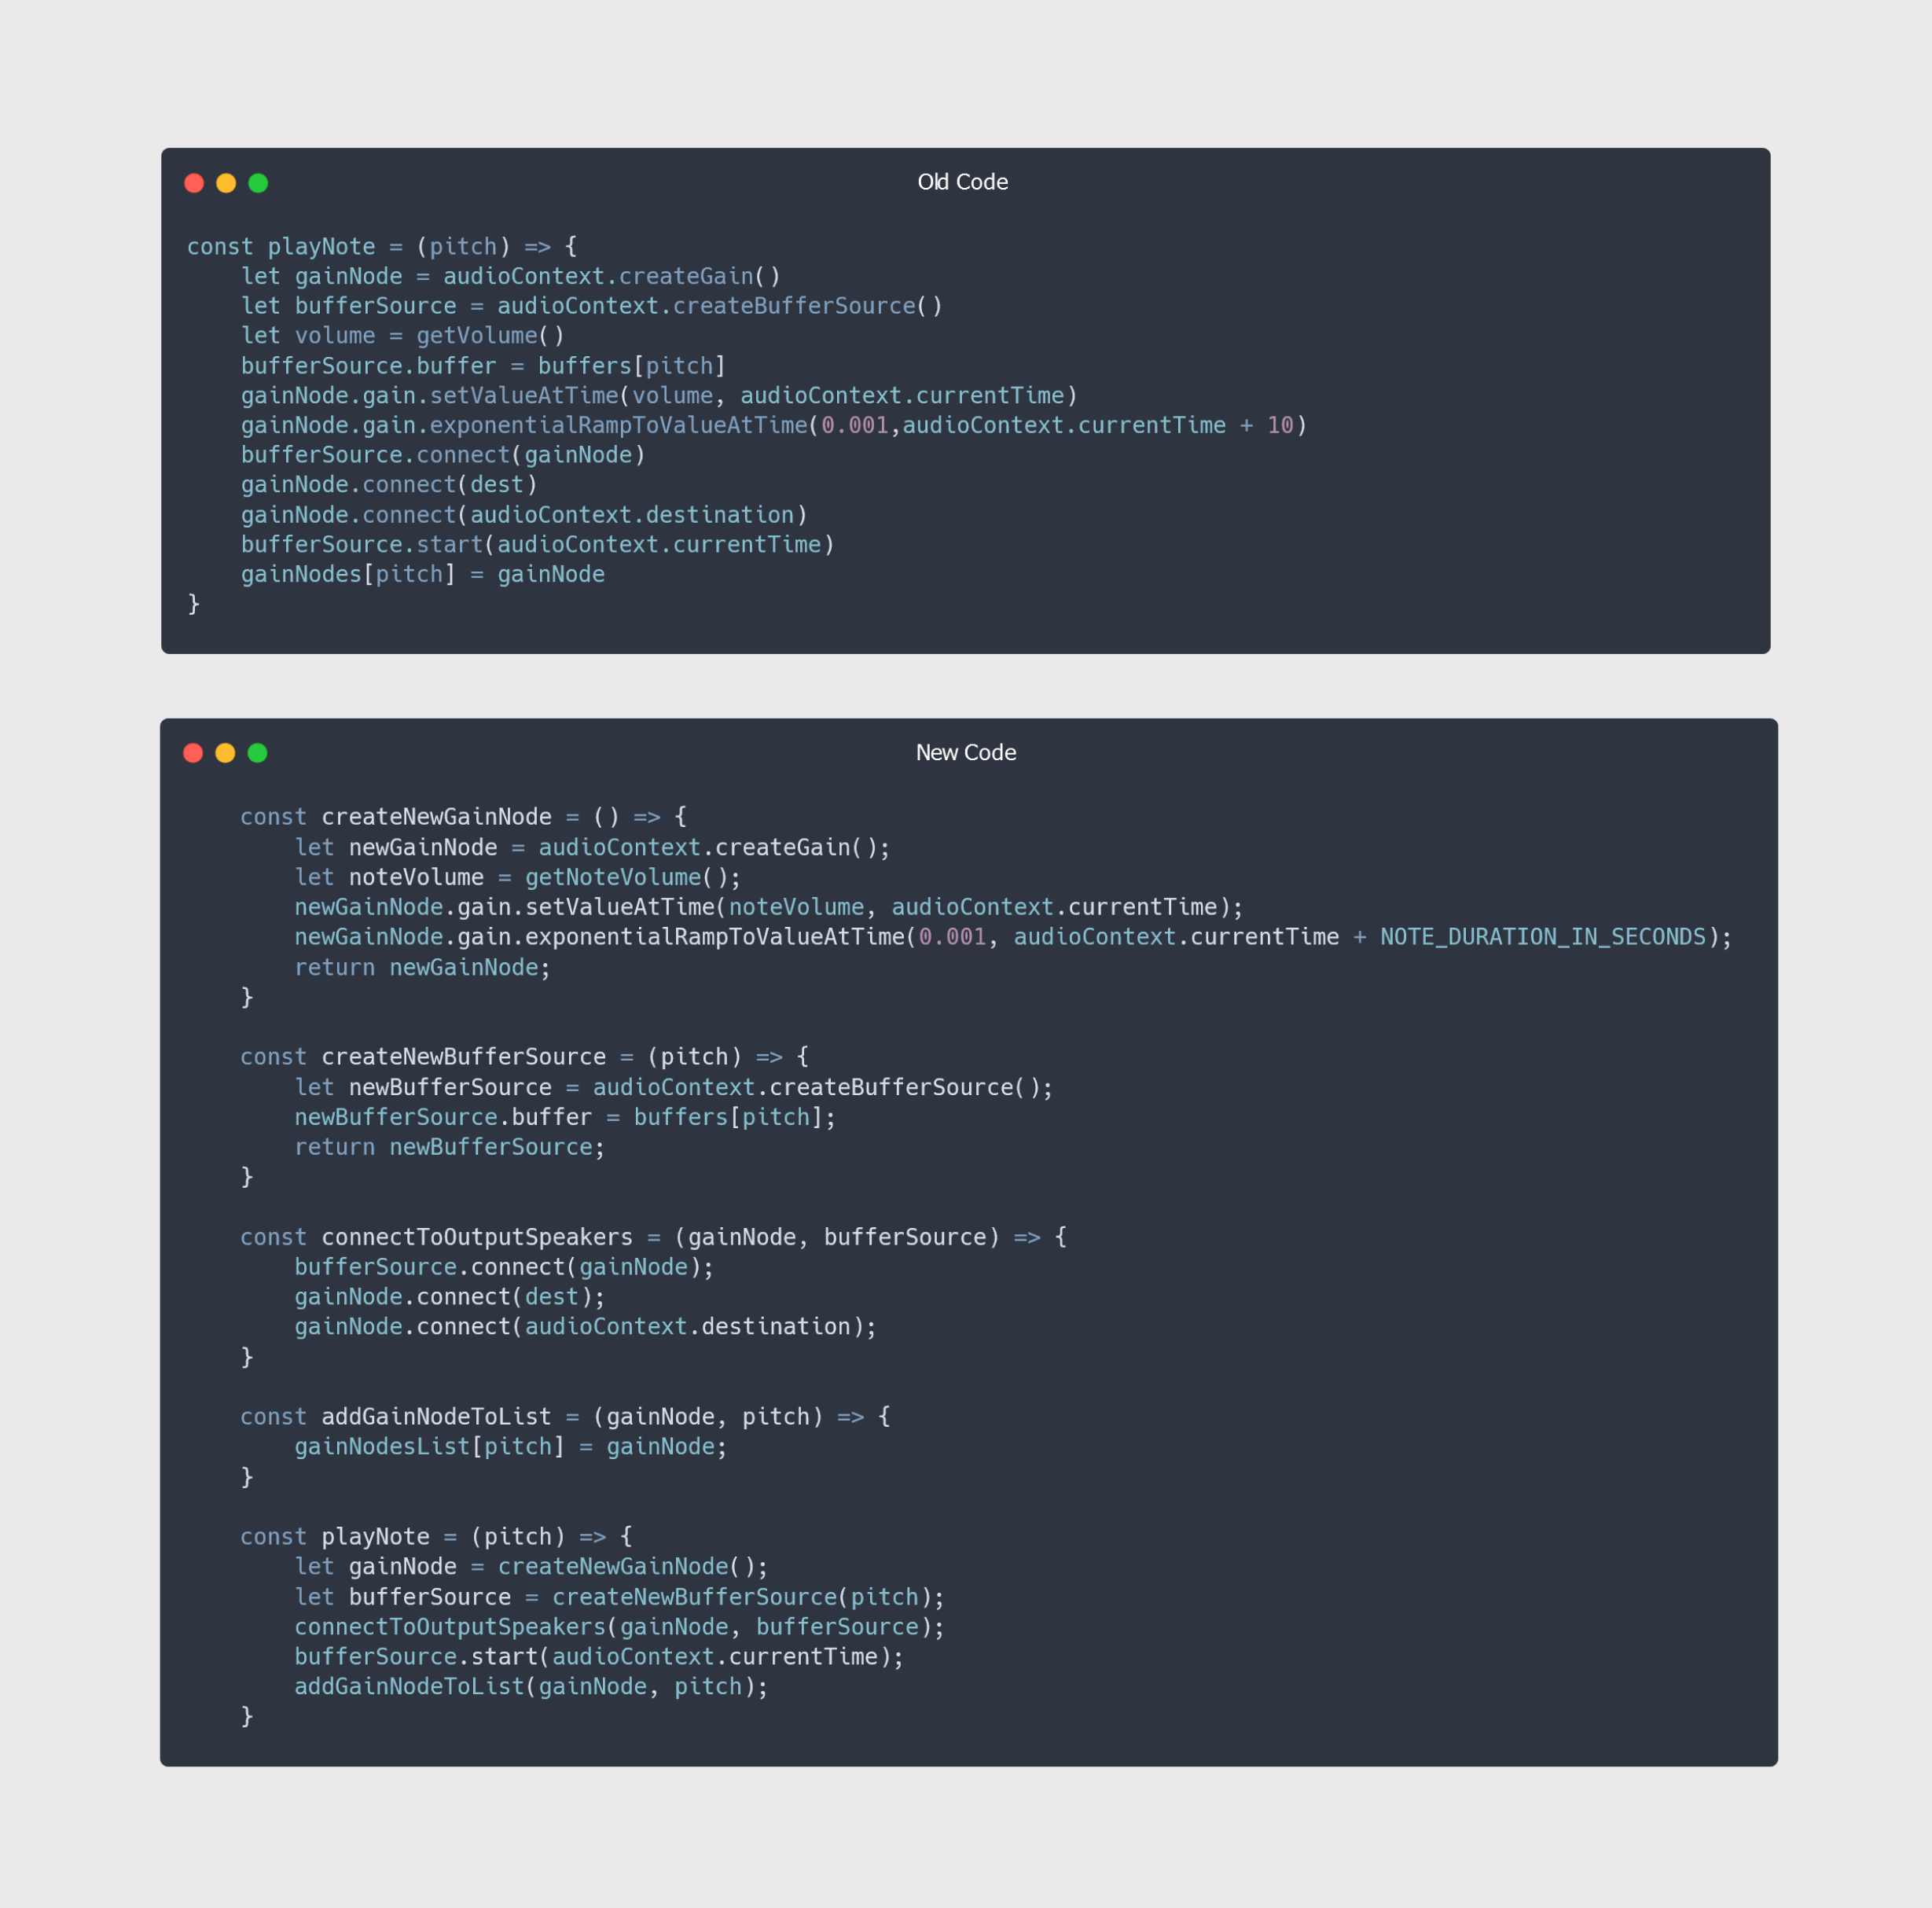 Old Code
const playNote = (pitch) => {
    let gainNode = audioContext.createGain()
    let bufferSource = audioContext.createBufferSource()
    let volume = getVolume()
    bufferSource.buffer = buffers[pitch]
    gainNode.gain.setValueAtTime(volume, audioContext.currentTime)
    gainNode.gain.exponentialRampToValueAtTime(0.001,audioContext.currentTime + 10)
    bufferSource.connect(gainNode)
    gainNode.connect(dest)
    gainNode.connect(audioContext.destination)
    bufferSource.start(audioContext.currentTime)
    gainNodes[pitch] = gainNode
}
New Code
    const createNewGainNode = () => {
        let newGainNode = audioContext.createGain();
        let noteVolume = getNoteVolume();
        newGainNode.gain.setValueAtTime(noteVolume, audioContext.currentTime);
        newGainNode.gain.exponentialRampToValueAtTime(0.001, audioContext.currentTime + NOTE_DURATION_IN_SECONDS);
        return newGainNode;
    }
    const createNewBufferSource = (pitch) => {
        let newBufferSource = audioContext.createBufferSource();
        newBufferSource.buffer = buffers[pitch];
        return newBufferSource;
    }
    const connectToOutputSpeakers = (gainNode, bufferSource) => {
        bufferSource.connect(gainNode);
        gainNode.connect(dest);
        gainNode.connect(audioContext.destination);
    }
    const addGainNodeToList = (gainNode, pitch) => {
        gainNodesList[pitch] = gainNode;
    }
    const playNote = (pitch) => {
        let gainNode = createNewGainNode();
        let bufferSource = createNewBufferSource(pitch);
        connectToOutputSpeakers(gainNode, bufferSource);
        bufferSource.start(audioContext.currentTime);
        addGainNodeToList(gainNode, pitch);
    }